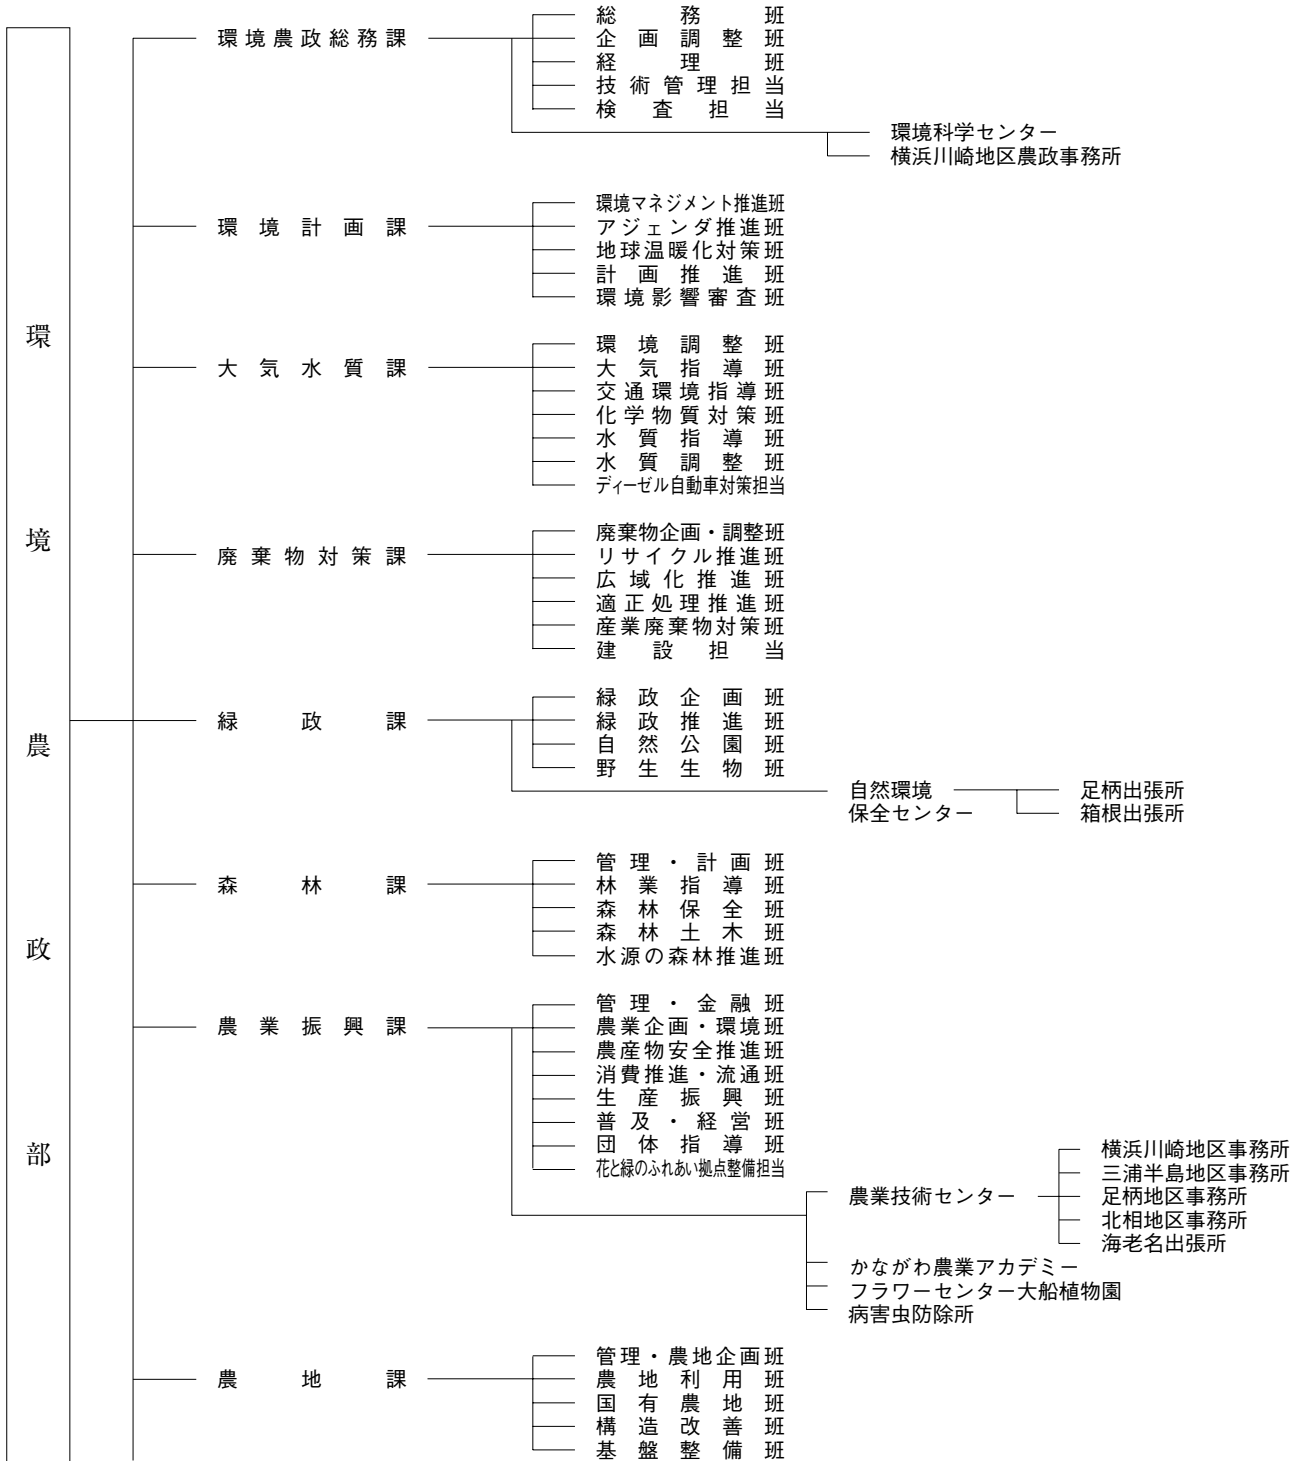 環境農政部
環境農政総務課
総務班
企画調整班
経理班
技術管理担当
検査担当
環境科学センター
横浜川崎地区農政事務所
環境計画課
環境マネジメント推進班
アジェンダ推進班
地球温暖化対策班
計画推進班
環境影響審査班
大気水質課
環境調整班
大気指導班
交通環境指導班
化学物質対策班
水質指導班
水質調整班
ディーゼル自動車対策担当
廃棄物対策課
廃棄物企画・調整班
リサイクル推進班
広域化推進班
適正処理推進班
産業廃棄物対策班
建設担当
緑政課
緑政企画班
緑政推進班
自然公園班
野生生物班
自然環境
保全センター
足柄出張所
箱根出張所
森林課
管理・計画班
林業指導班
森林保全班
森林土木班
水源の森林推進班
農業振興課
管理・金融班
農業企画・環境班
農産物安全推進班
消費推進・流通班
生産振興班
普及・経営班
団体指導班
花と緑のふれあい拠点整備担当
農業技術センター
横浜川崎地区事務所
三浦半島地区事務所
足柄地区事務所
北相地区事務所
海老名出張所
かながわ農業アカデミー
フラワーセンター大船植物園
病害虫防除所
農地課
管理・農地企画班
農地利用班
国有農地班
構造改善班
基盤整備班